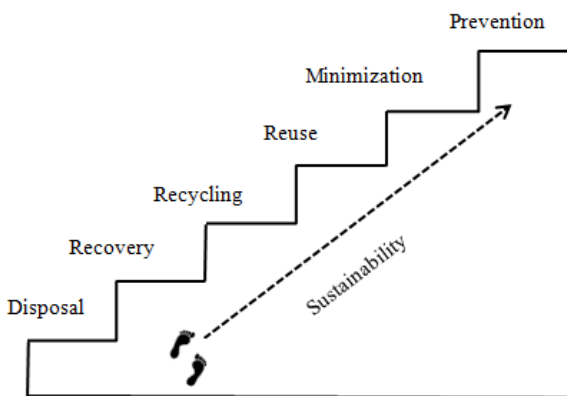 Prevention
Minimization
Reuse
Recycling
Recovery
Disposal
Sustainability